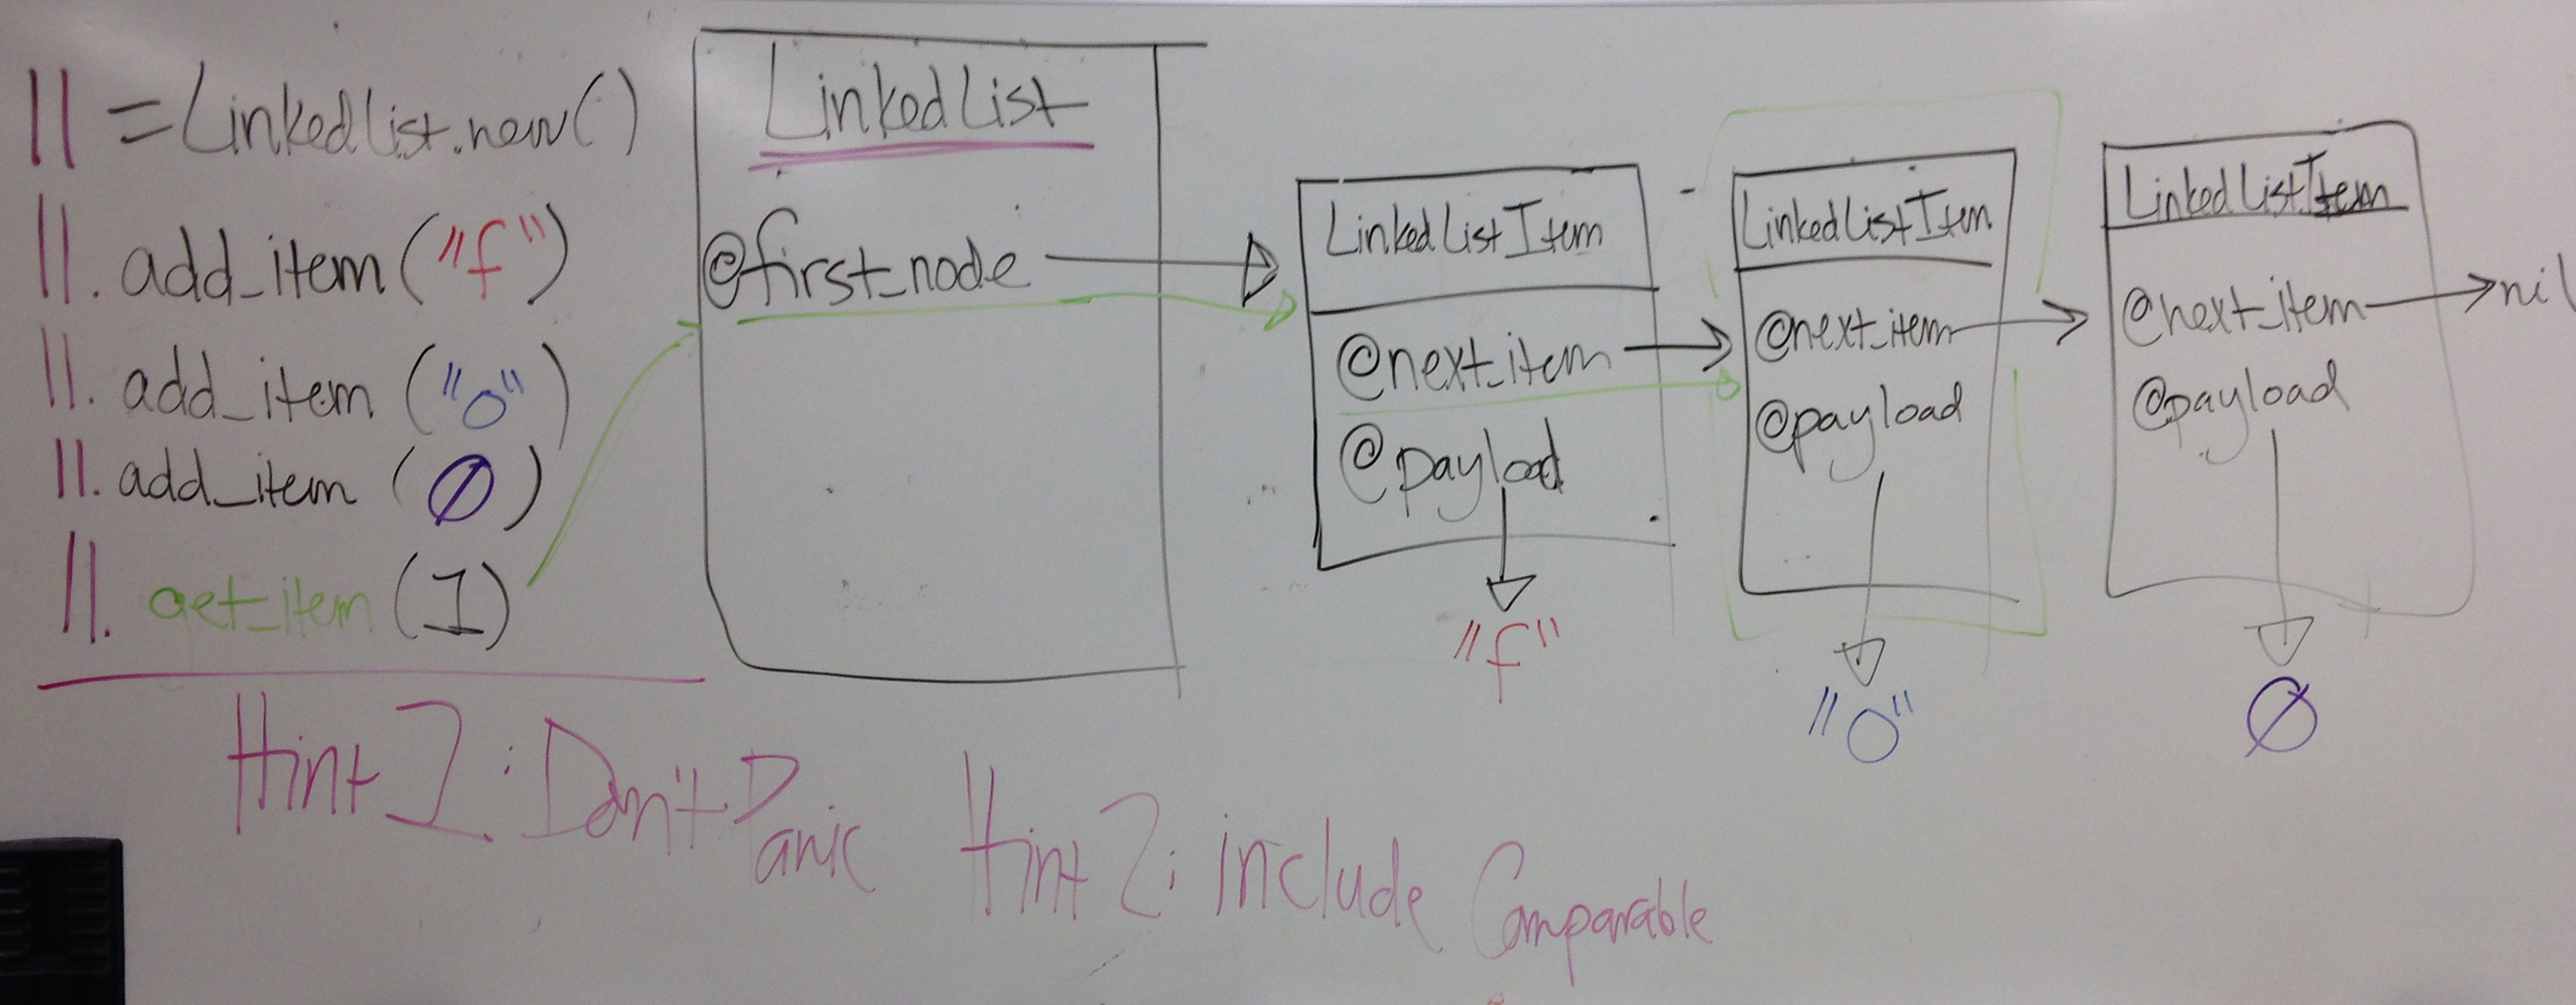 ll = LinkedList.new()
ll. add_item ("f")
ll. add_item ("o")
ll. add_item (Ø)
ll. get_item (1)
LinkedList
@first_node
LinkedListItem
@next_item
@payload
"f"
LinkedListItem
@next_item
@payload
"o"
LinkedListItem
@next_item
nil
@payload
Ø
Hint 1: Don't Panic
Hint 2: include Comparable